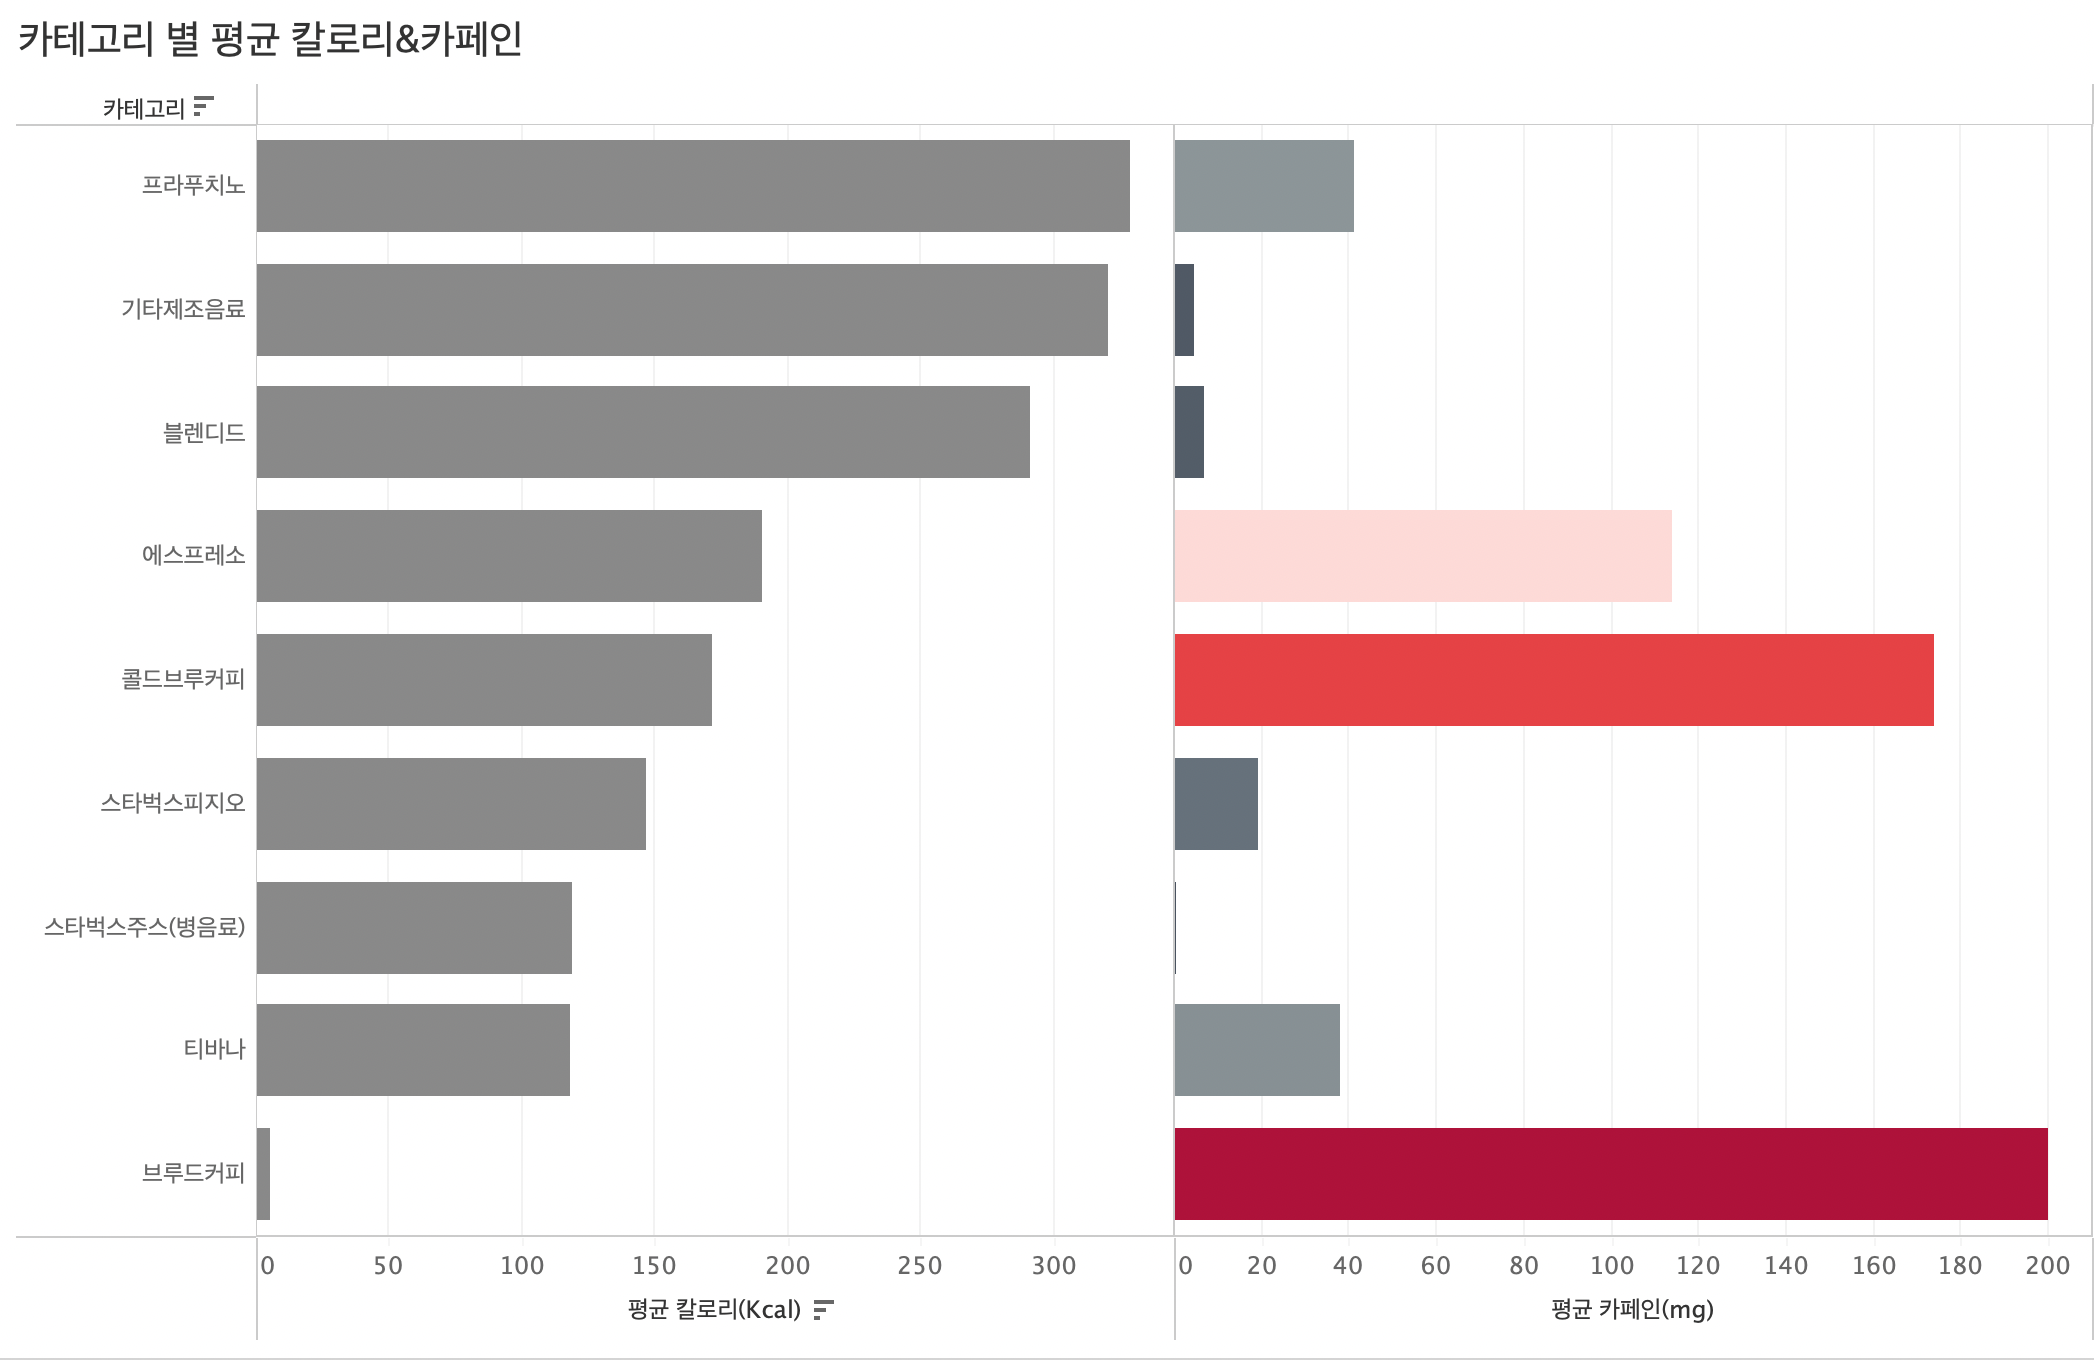 카테고리 별 평균 칼로리&카페인
카테고리
프라푸치노
기타제조음료
블렌디드
에스프레소
콜드브루커피
스타벅스피지오
스타벅스주스(병음료)
티바나
브루드커피
0 50 100 150 200 250 300
평균 칼로리(Kcal)
0 20 40 60 80 100 120 140 160 180 200
평균 카페인(mg)